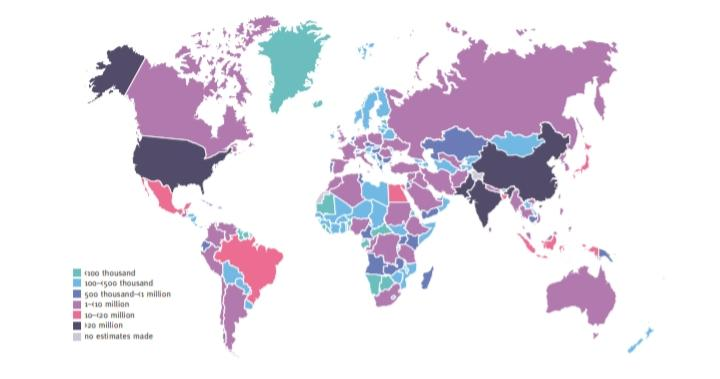 <100 thousand
100–<500 thousand
500 thousand–<1 million
1–<10 million
10–<20 million
≥20 million
no estimates made